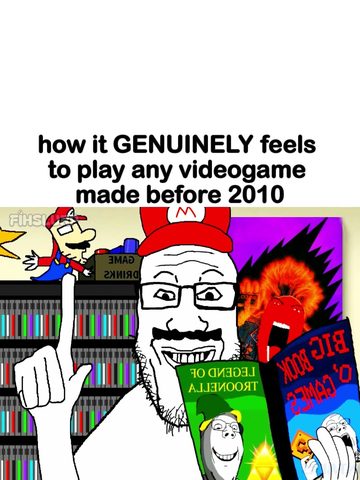 how it GENUINELY feels
to play any videogame
made before 2010
M
GAME
DRINKS
LEGEND OF
TROONELLA
BIG BOOK
O' GAMES